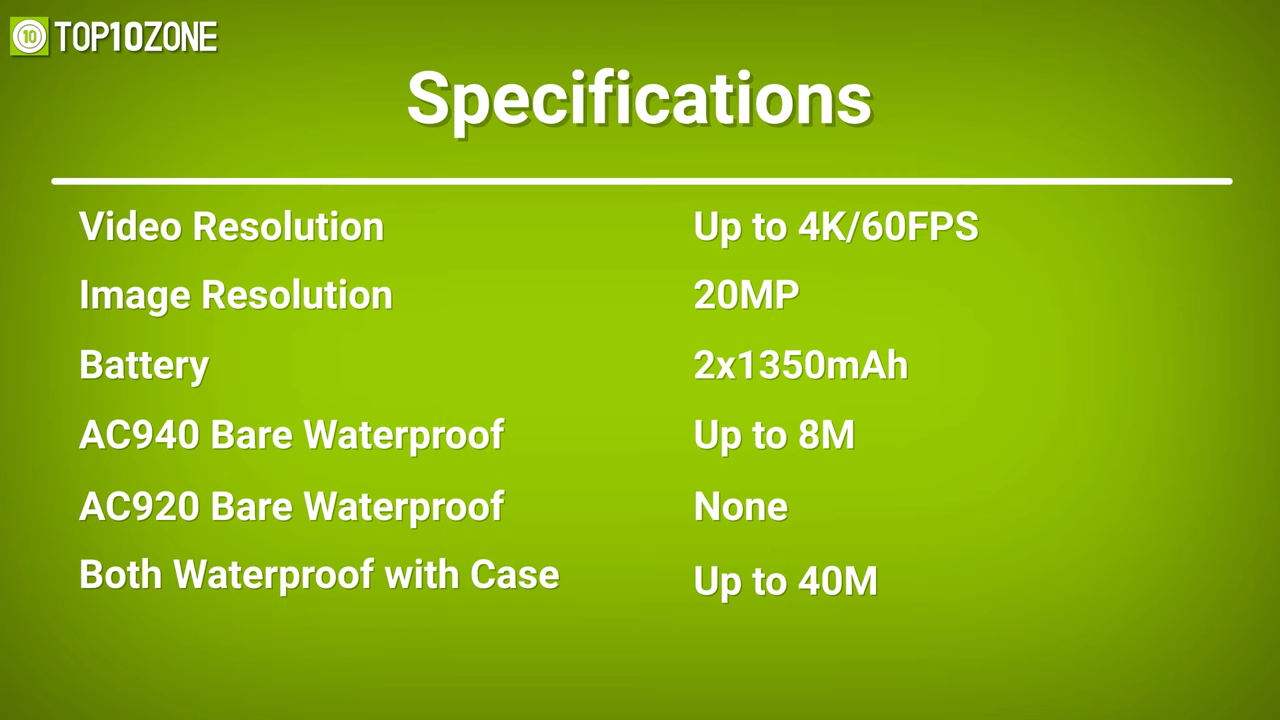 10 TOP10ZONE
Specifications
Video Resolution Up to 4K/60FPS
Image Resolution 20MP
Battery 2x1350mAh
AC940 Bare Waterproof Up to 8M
AC920 Bare Waterproof None
Both Waterproof with Case Up to 40M